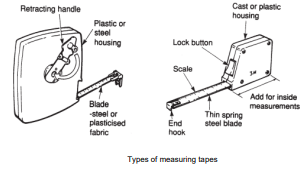 Retracting handle
Plastic or
steel
housing
Blade
-steel or
plasticised
fabric
Cast or plastic
housing
Lock button
Scale
End
hook
Thin spring
steel blade
Add for inside
measurements
Types of measuring tapes